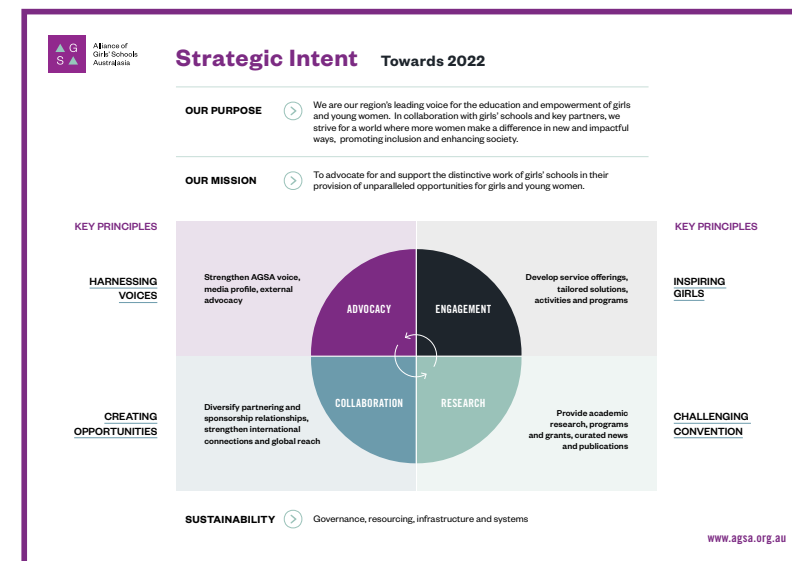 A G
S A
Alliance of
Girls' Schools
Australasia
Strategic Intent Towards 2022
OUR PURPOSE
We are our region's leading voice for the education and empowerment of girls
and young women. In collaboration with girls' schools and key partners, we
strive for a world where more women make a difference in new and impactful
ways, promoting inclusion and enhancing society.
OUR MISSION
To advocate for and support the distinctive work of girls' schools in their
provision of unparalleled opportunities for girls and young women.
KEY PRINCIPLES
KEY PRINCIPLES
HARNESSING
VOICES
Strengthen AGSA voice,
media profile, external
advocacy
ADVOCACY
ENGAGEMENT
Develop service offerings,
tailored solutions,
activities and programs
INSPIRING
GIRLS
CREATING
OPPORTUNITIES
Diversify partnering and
sponsorship relationships,
strengthen international
connections and global reach
COLLABORATION
RESEARCH
Provide academic
research, programs
and grants, curated news
and publications
CHALLENGING
CONVENTION
SUSTAINABILITY
Governance, resourcing, infrastructure and systems
www.agsa.org.au